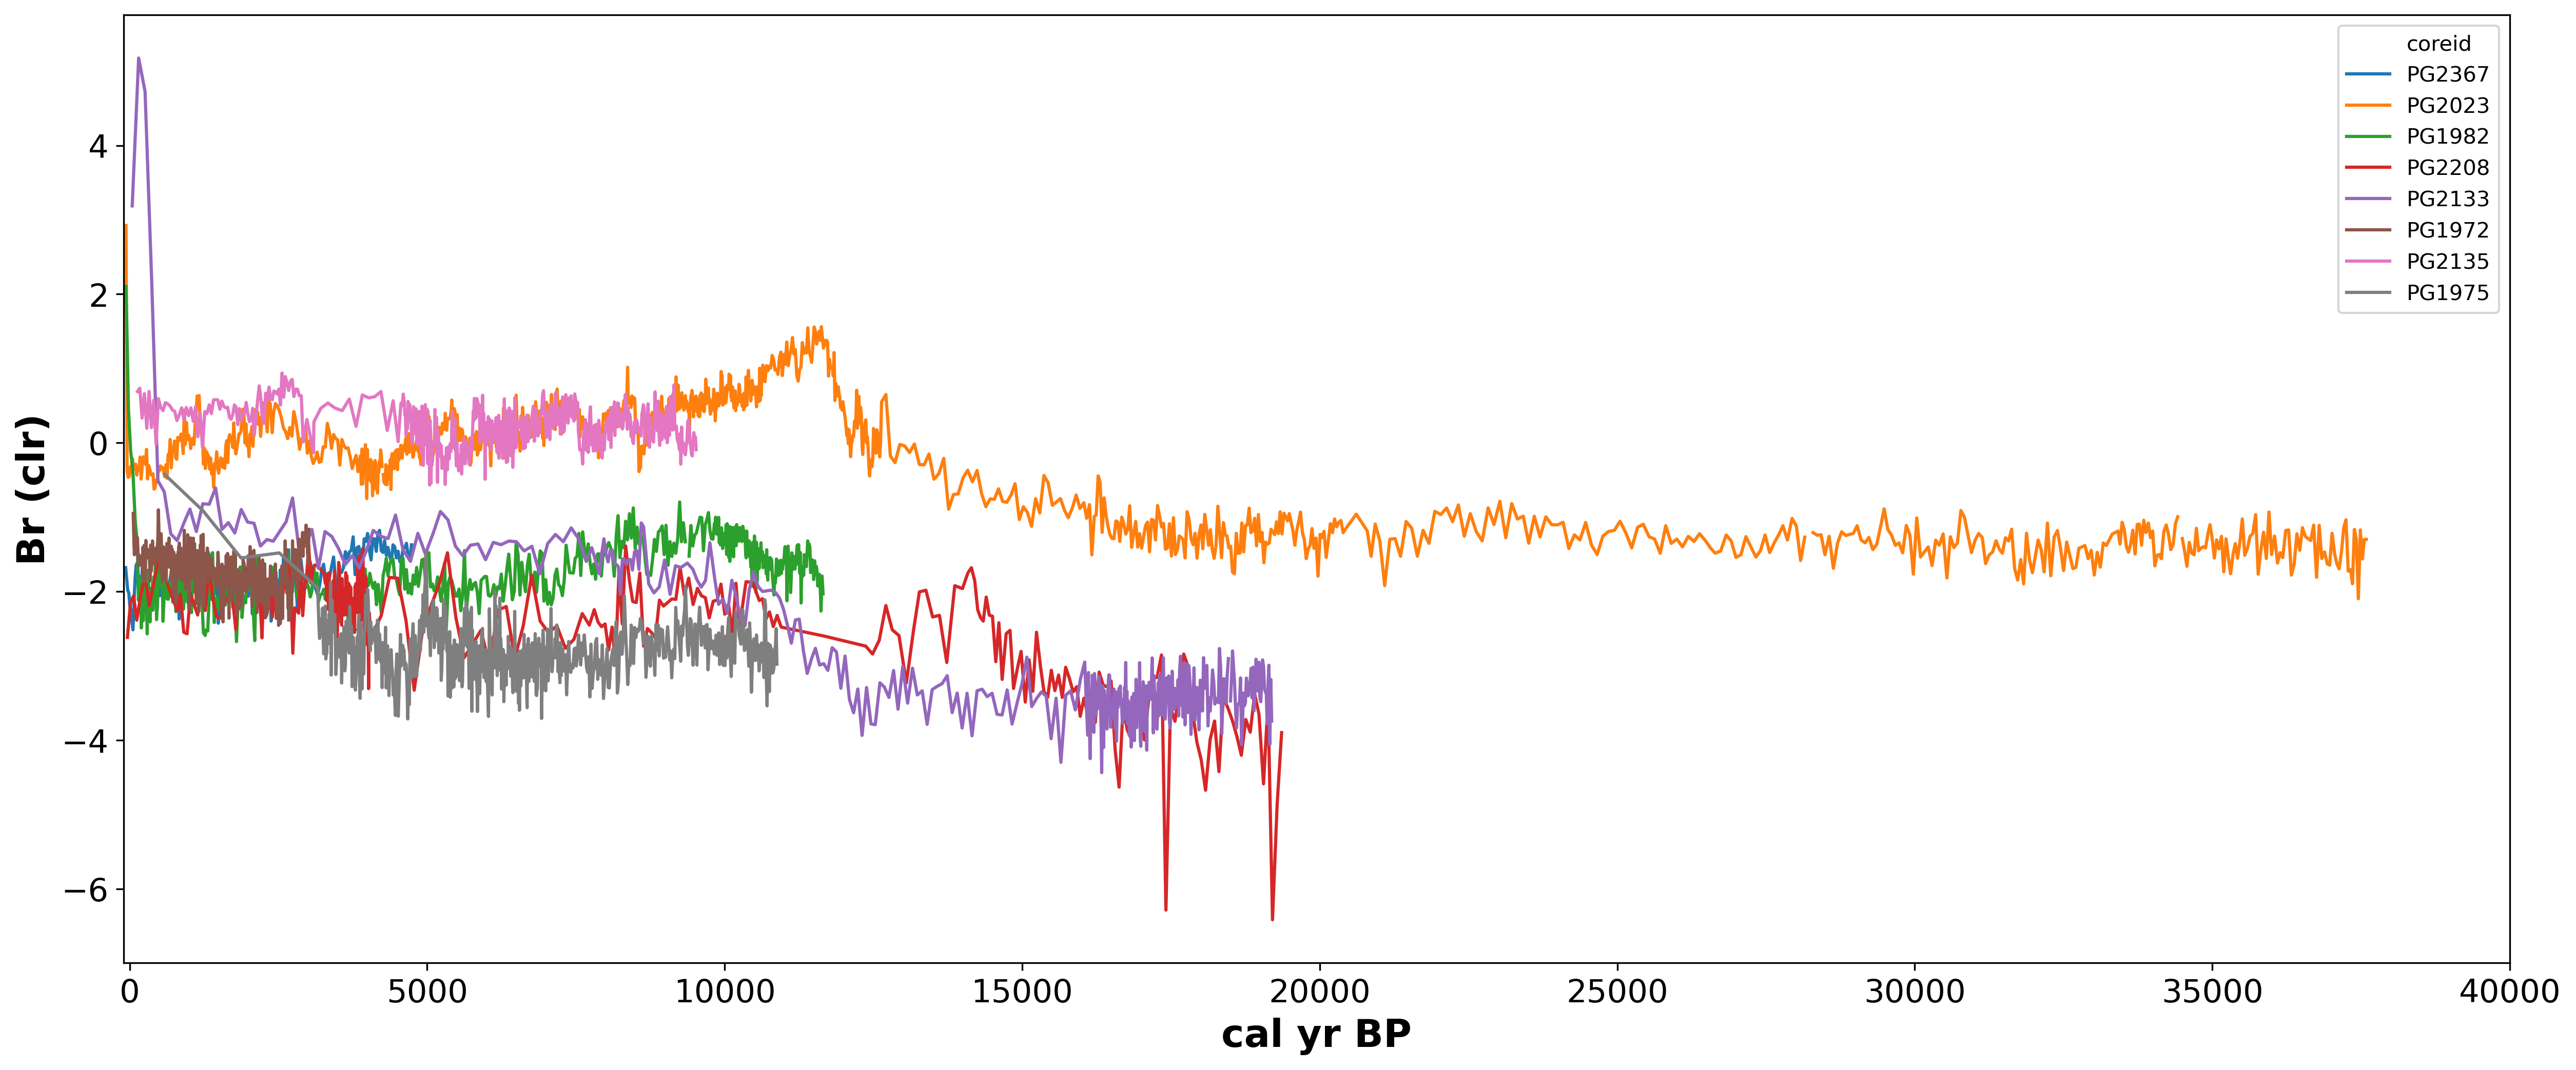 coreid
PG2367
PG2023
PG1982
PG2208
PG2133
PG1972
PG2135
PG1975
4
2
0
−2
−4
−6
Br (clr)
0 5000 10000 15000 20000 25000 30000 35000 40000
cal yr BP